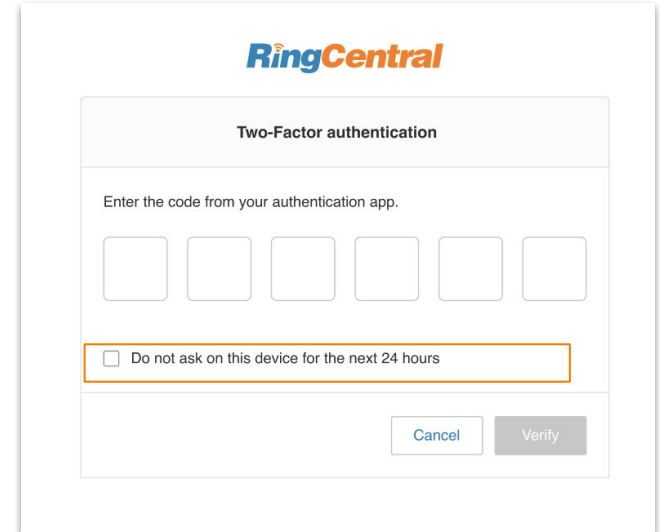 RingCentral
Two-Factor authentication
Enter the code from your authentication app.
Do not ask on this device for the next 24 hours
Cancel
Verify